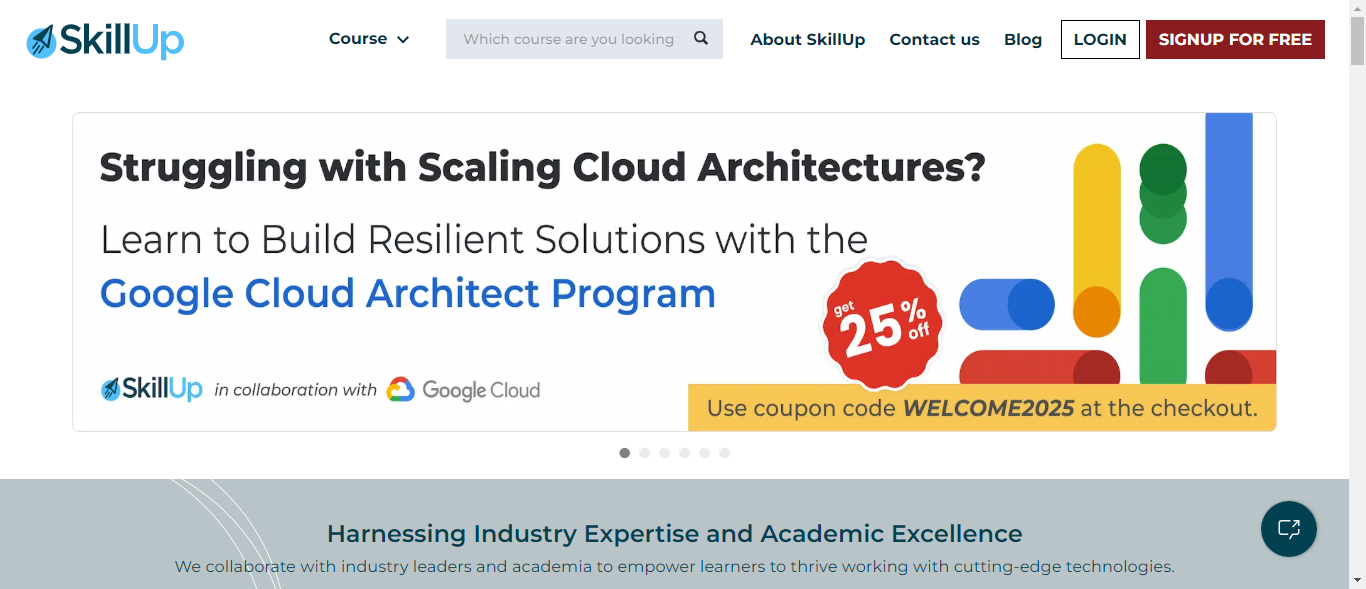 SkillUp
Course
Which course are you looking
About SkillUp
Contact us
Blog
LOGIN
SIGNUP FOR FREE
Struggling with Scaling Cloud Architectures?
Learn to Build Resilient Solutions with the
Google Cloud Architect Program
get
25%
off
SkillUp in collaboration with Google Cloud
Use coupon code WELCOME2025 at the checkout.
Harnessing Industry Expertise and Academic Excellence
We collaborate with industry leaders and academia to empower learners to thrive working with cutting-edge technologies.